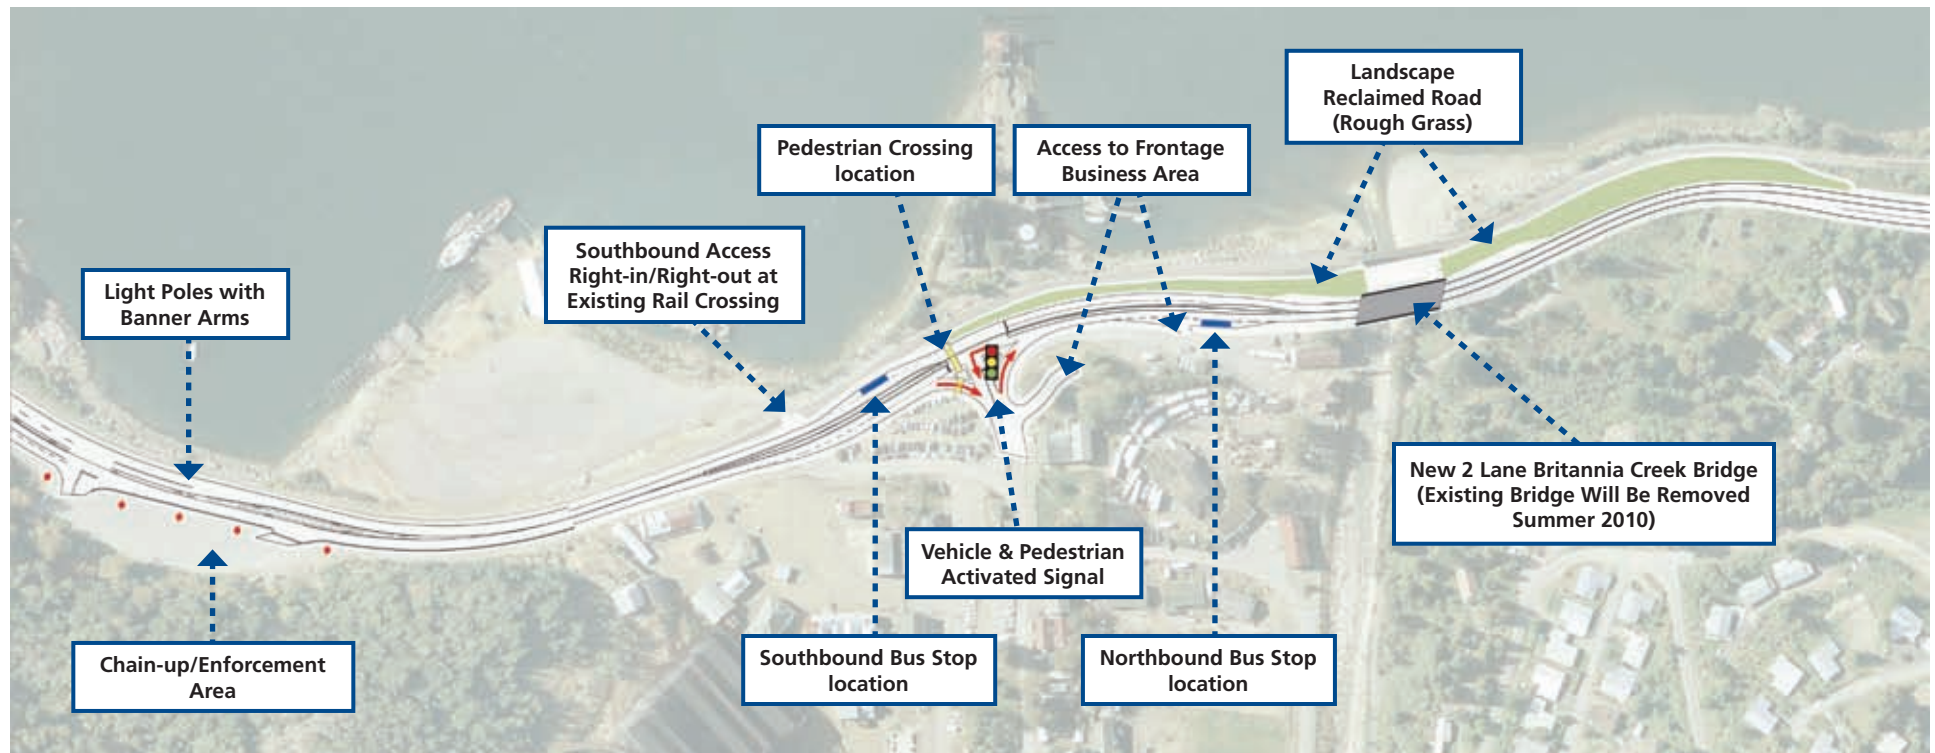 Landscape
Reclaimed Road
(Rough Grass)
Pedestrian Crossing
location
Access to Frontage
Business Area
Southbound Access
Right-in/Right-out at
Existing Rail Crossing
Light Poles with
Banner Arms
New 2 Lane Britannia Creek Bridge
(Existing Bridge Will Be Removed
Summer 2010)
Vehicle & Pedestrian
Activated Signal
Chain-up/Enforcement
Area
Southbound Bus Stop
location
Northbound Bus Stop
location